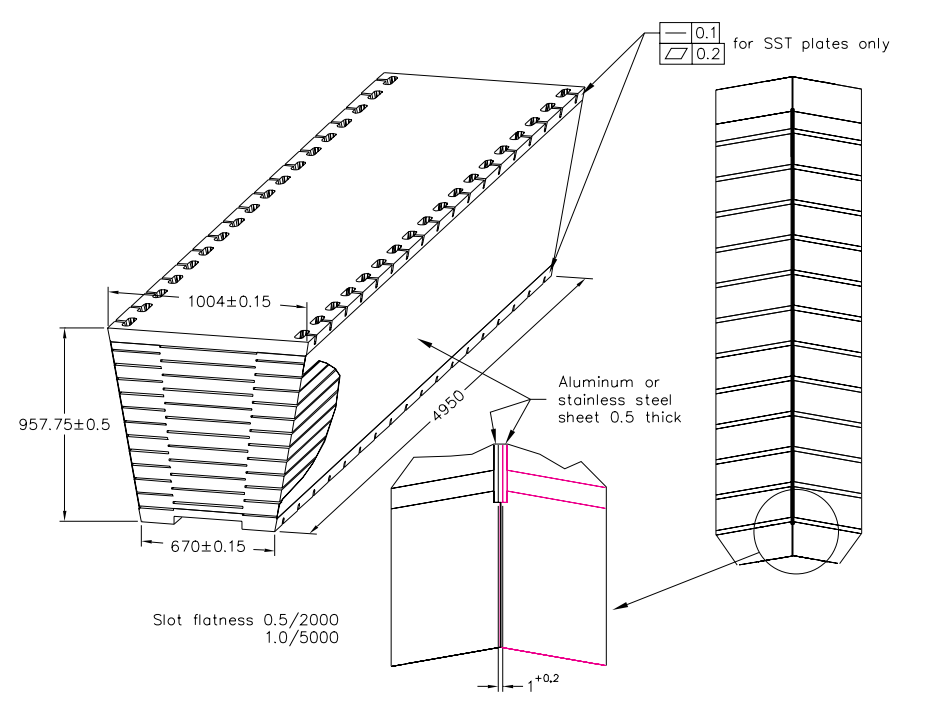 0.1
0.2
for SST plates only
1004±0.15
957.75±0.5
4950
Aluminum or
stainless steel
sheet 0.5 thick
670±0.15
Slot flatness 0.5/2000
1.0/5000
1+0.2